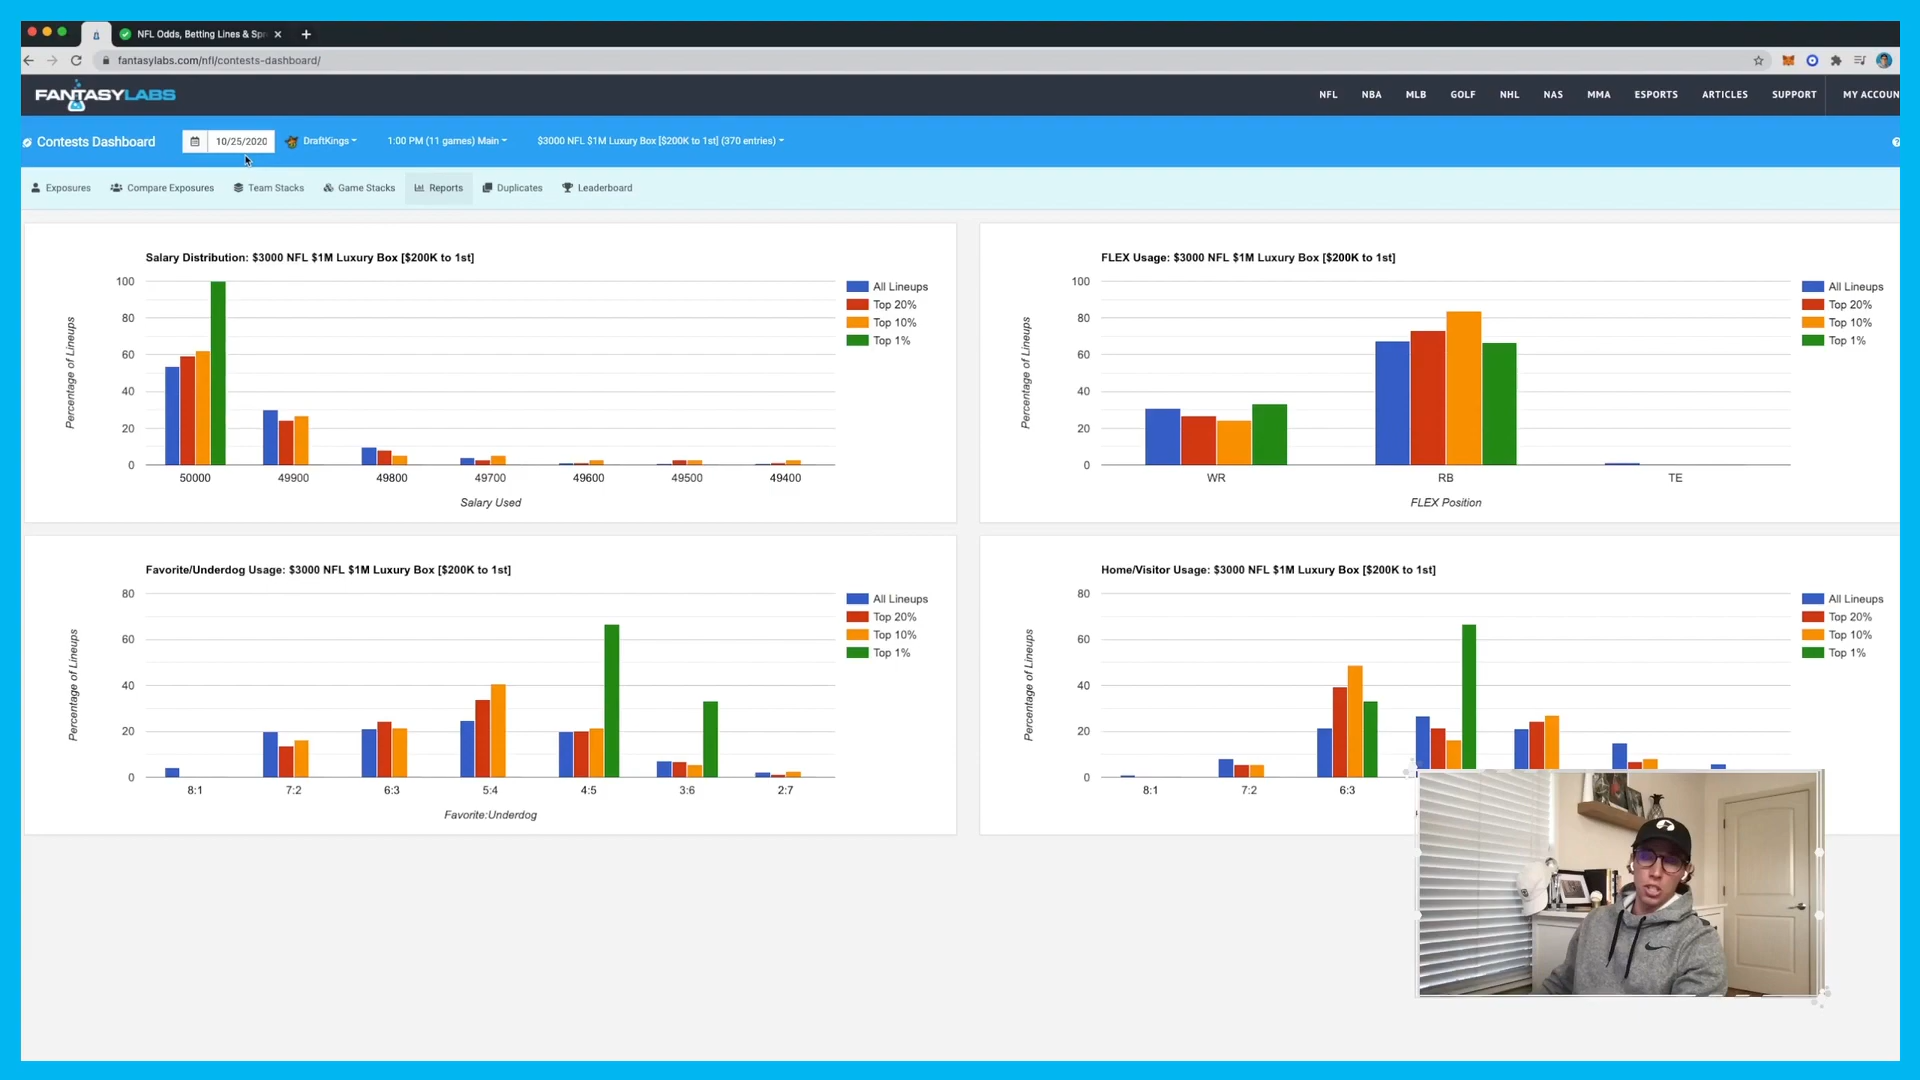 NFL Odds, Betting Lines & Spr
fantasylabs.com/nfl/contests-dashboard/
FANTASYLABS
NFL NBA MLB GOLF NHL NAS MMA ESPORTS ARTICLES SUPPORT MY ACCOUN
Contests Dashboard 10/25/2020 DraftKings 1:00 PM (11 games) Main $3000 NFL $1M Luxury Box [$200K to 1st] (370 entries)
Exposures Compare Exposures Team Stacks Game Stacks Reports Duplicates Leaderboard
Salary Distribution: $3000 NFL $1M Luxury Box [$200K to 1st]
Percentage of Lineups
100
80
60
40
20
0
50000 49900 49800 49700 49600 49500 49400
Salary Used
All Lineups
Top 20%
Top 10%
Top 1%
FLEX Usage: $3000 NFL $1M Luxury Box [$200K to 1st]
Percentage of Lineups
100
80
60
40
20
0
WR RB TE
FLEX Position
All Lineups
Top 20%
Top 10%
Top 1%
Favorite/Underdog Usage: $3000 NFL $1M Luxury Box [$200K to 1st]
Percentage of Lineups
80
60
40
20
0
8:1 7:2 6:3 5:4 4:5 3:6 2:7
Favorite:Underdog
All Lineups
Top 20%
Top 10%
Top 1%
Home/Visitor Usage: $3000 NFL $1M Luxury Box [$200K to 1st]
Percentage of Lineups
80
60
40
20
0
8:1 7:2 6:3
All Lineups
Top 20%
Top 10%
Top 1%